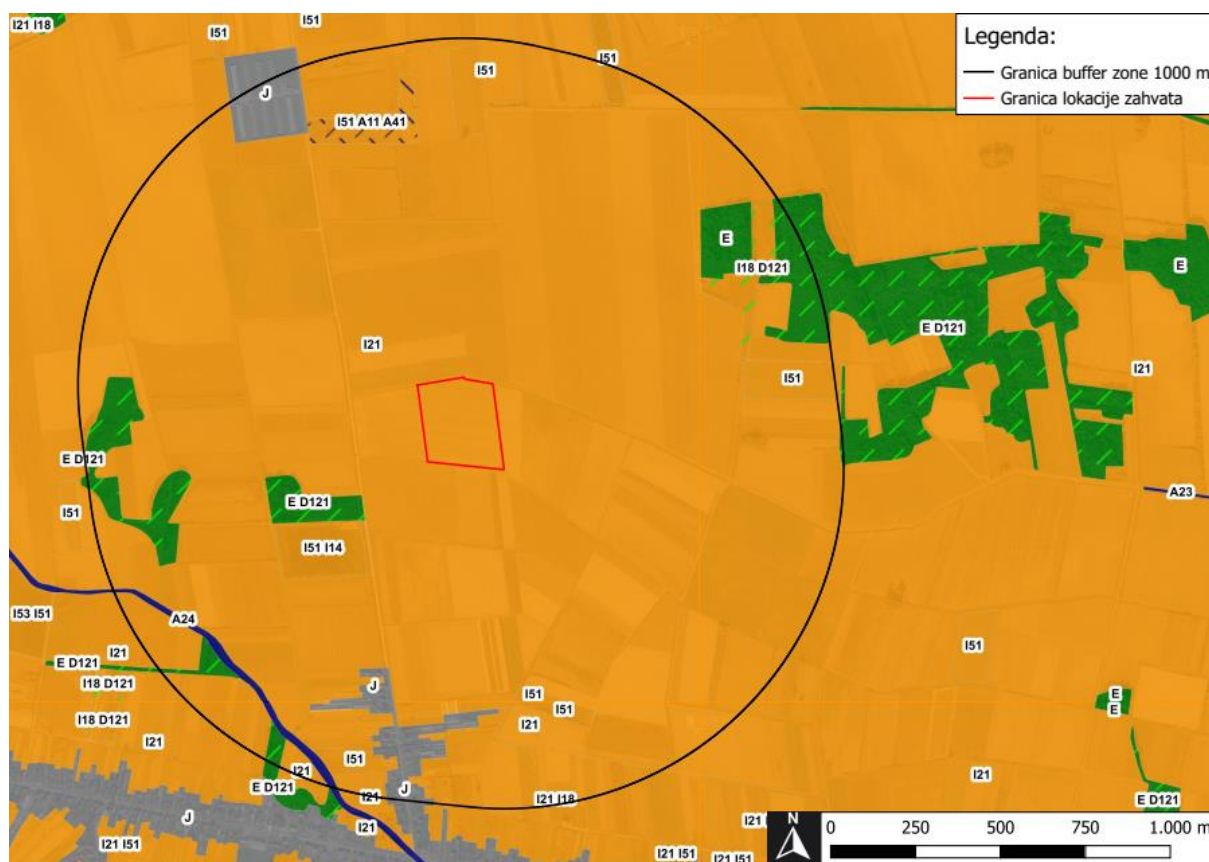 I21 I18
I51
I51
I51
I51
Legenda:
Granica buffer zone 1000 m
Granica lokacije zahvata
J
I51 A11 A41
E
I18 D121
E
E D121
I21
I51
I21
E D121
E D121
I51
A23
I51 I14
A24
I53 I51
I21
E D121
I18 D121
I18 D121
I21
J
I51
I51
I21
I51
I51
E
E
I21
I21
E D121
J
I21
I21 I18
E D121
J
I21
I21 I51
I21 I51
I21 I51
N
0 250 500 750 1.000 m